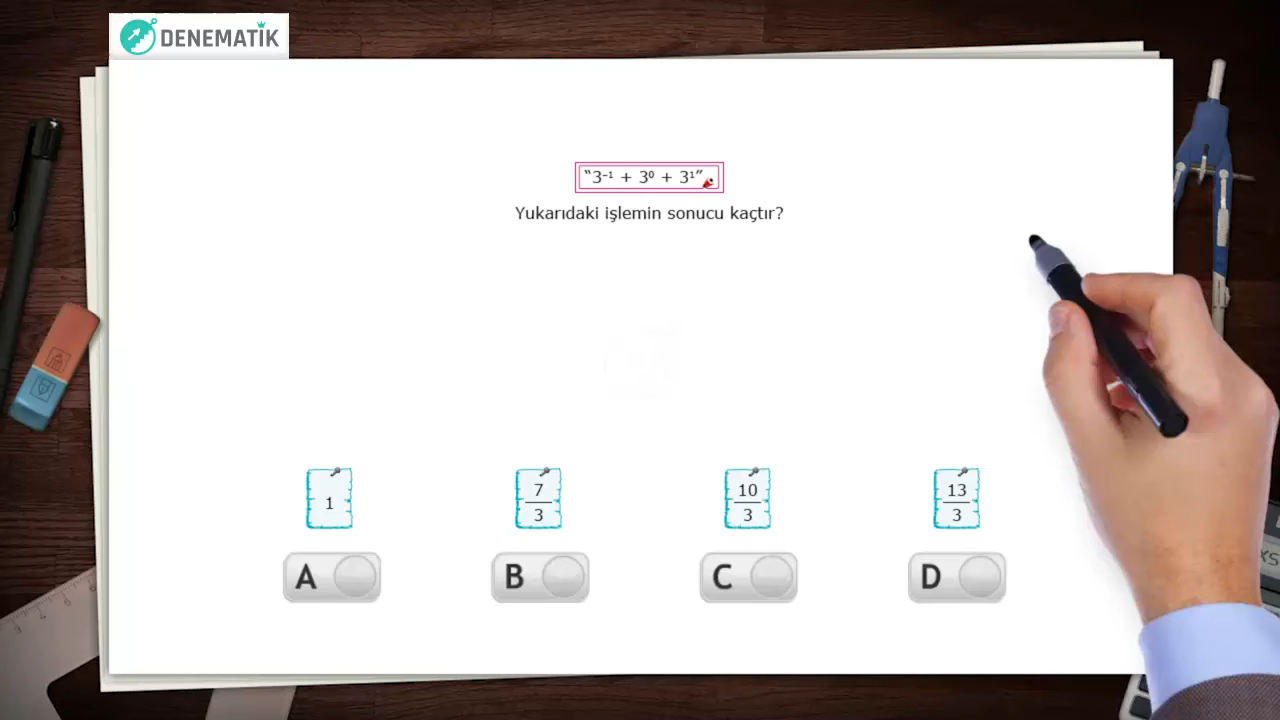 DENEMATİK
"3⁻¹ + 3⁰ + 3¹"
Yukarıdaki işlemin sonucu kaçtır?
1
7/3
10/3
13/3
A
B
C
D